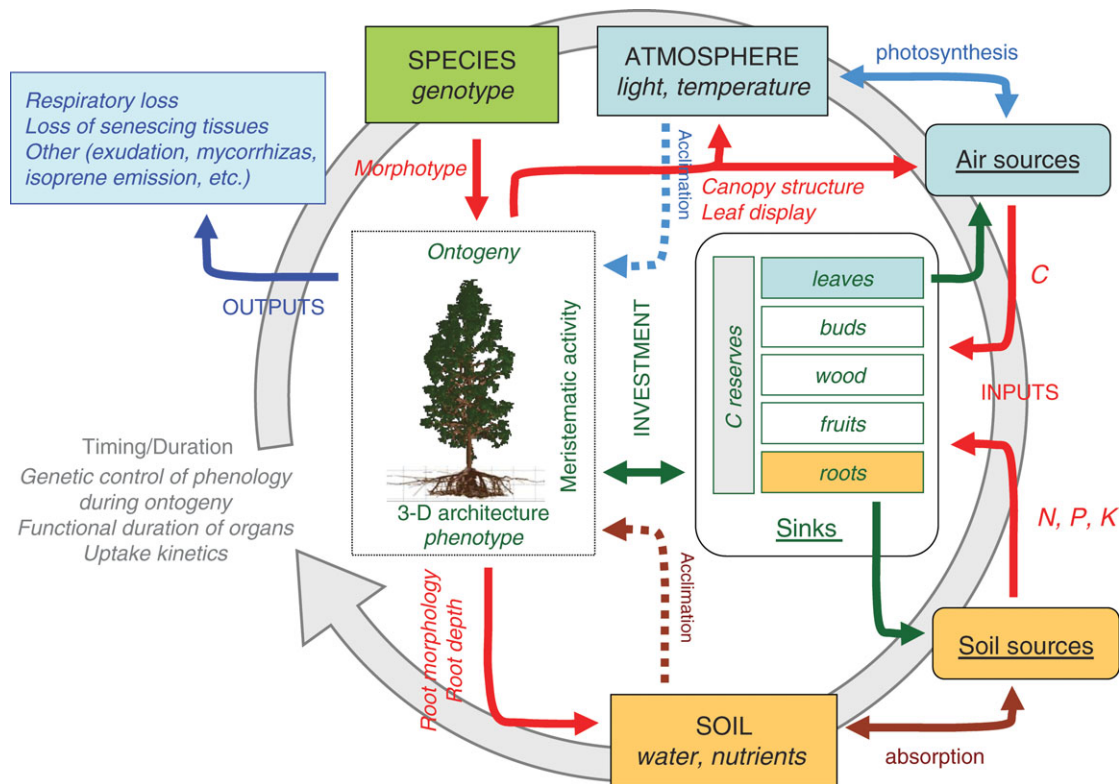 SPECIES
genotype
ATMOSPHERE
light, temperature
photosynthesis
Respiratory loss
Loss of senescing tissues
Other (exudation, mycorrhizas,
isoprene emission, etc.)
Air sources
Morphotype
Acclimation
Canopy structure
Leaf display
OUTPUTS
Ontogeny
Meristematic activity
3-D architecture
phenotype
INVESTMENT
C reserves
leaves
buds
wood
fruits
roots
Sinks
C
INPUTS
N, P, K
Timing/Duration
Genetic control of phenology
during ontogeny
Functional duration of organs
Uptake kinetics
Root morphology
Root depth
Acclimation
Soil sources
SOIL
water, nutrients
absorption